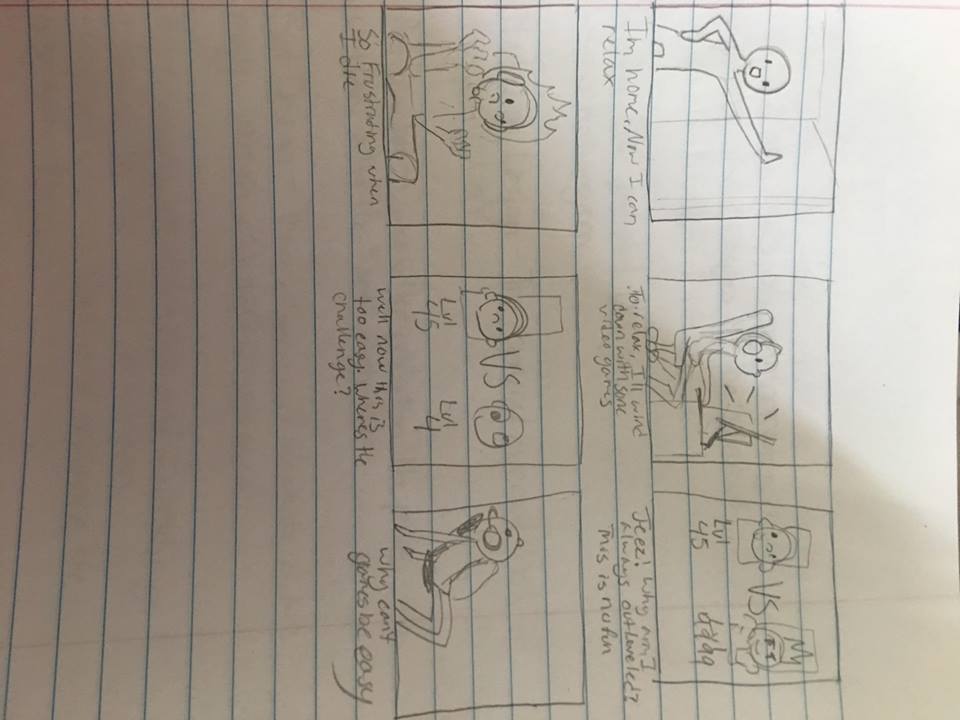 Im home. Now I can
relax
To relax, I'll wind
down with some
video games
VS
Lvl
45
Jeez! Why am I
always outleveled?
This is no fun
So Frustrating when
I die
VS
Lvl Lvl
45 4
Well now this is
too easy. Where's the
challenge?
Why can't
games be easy